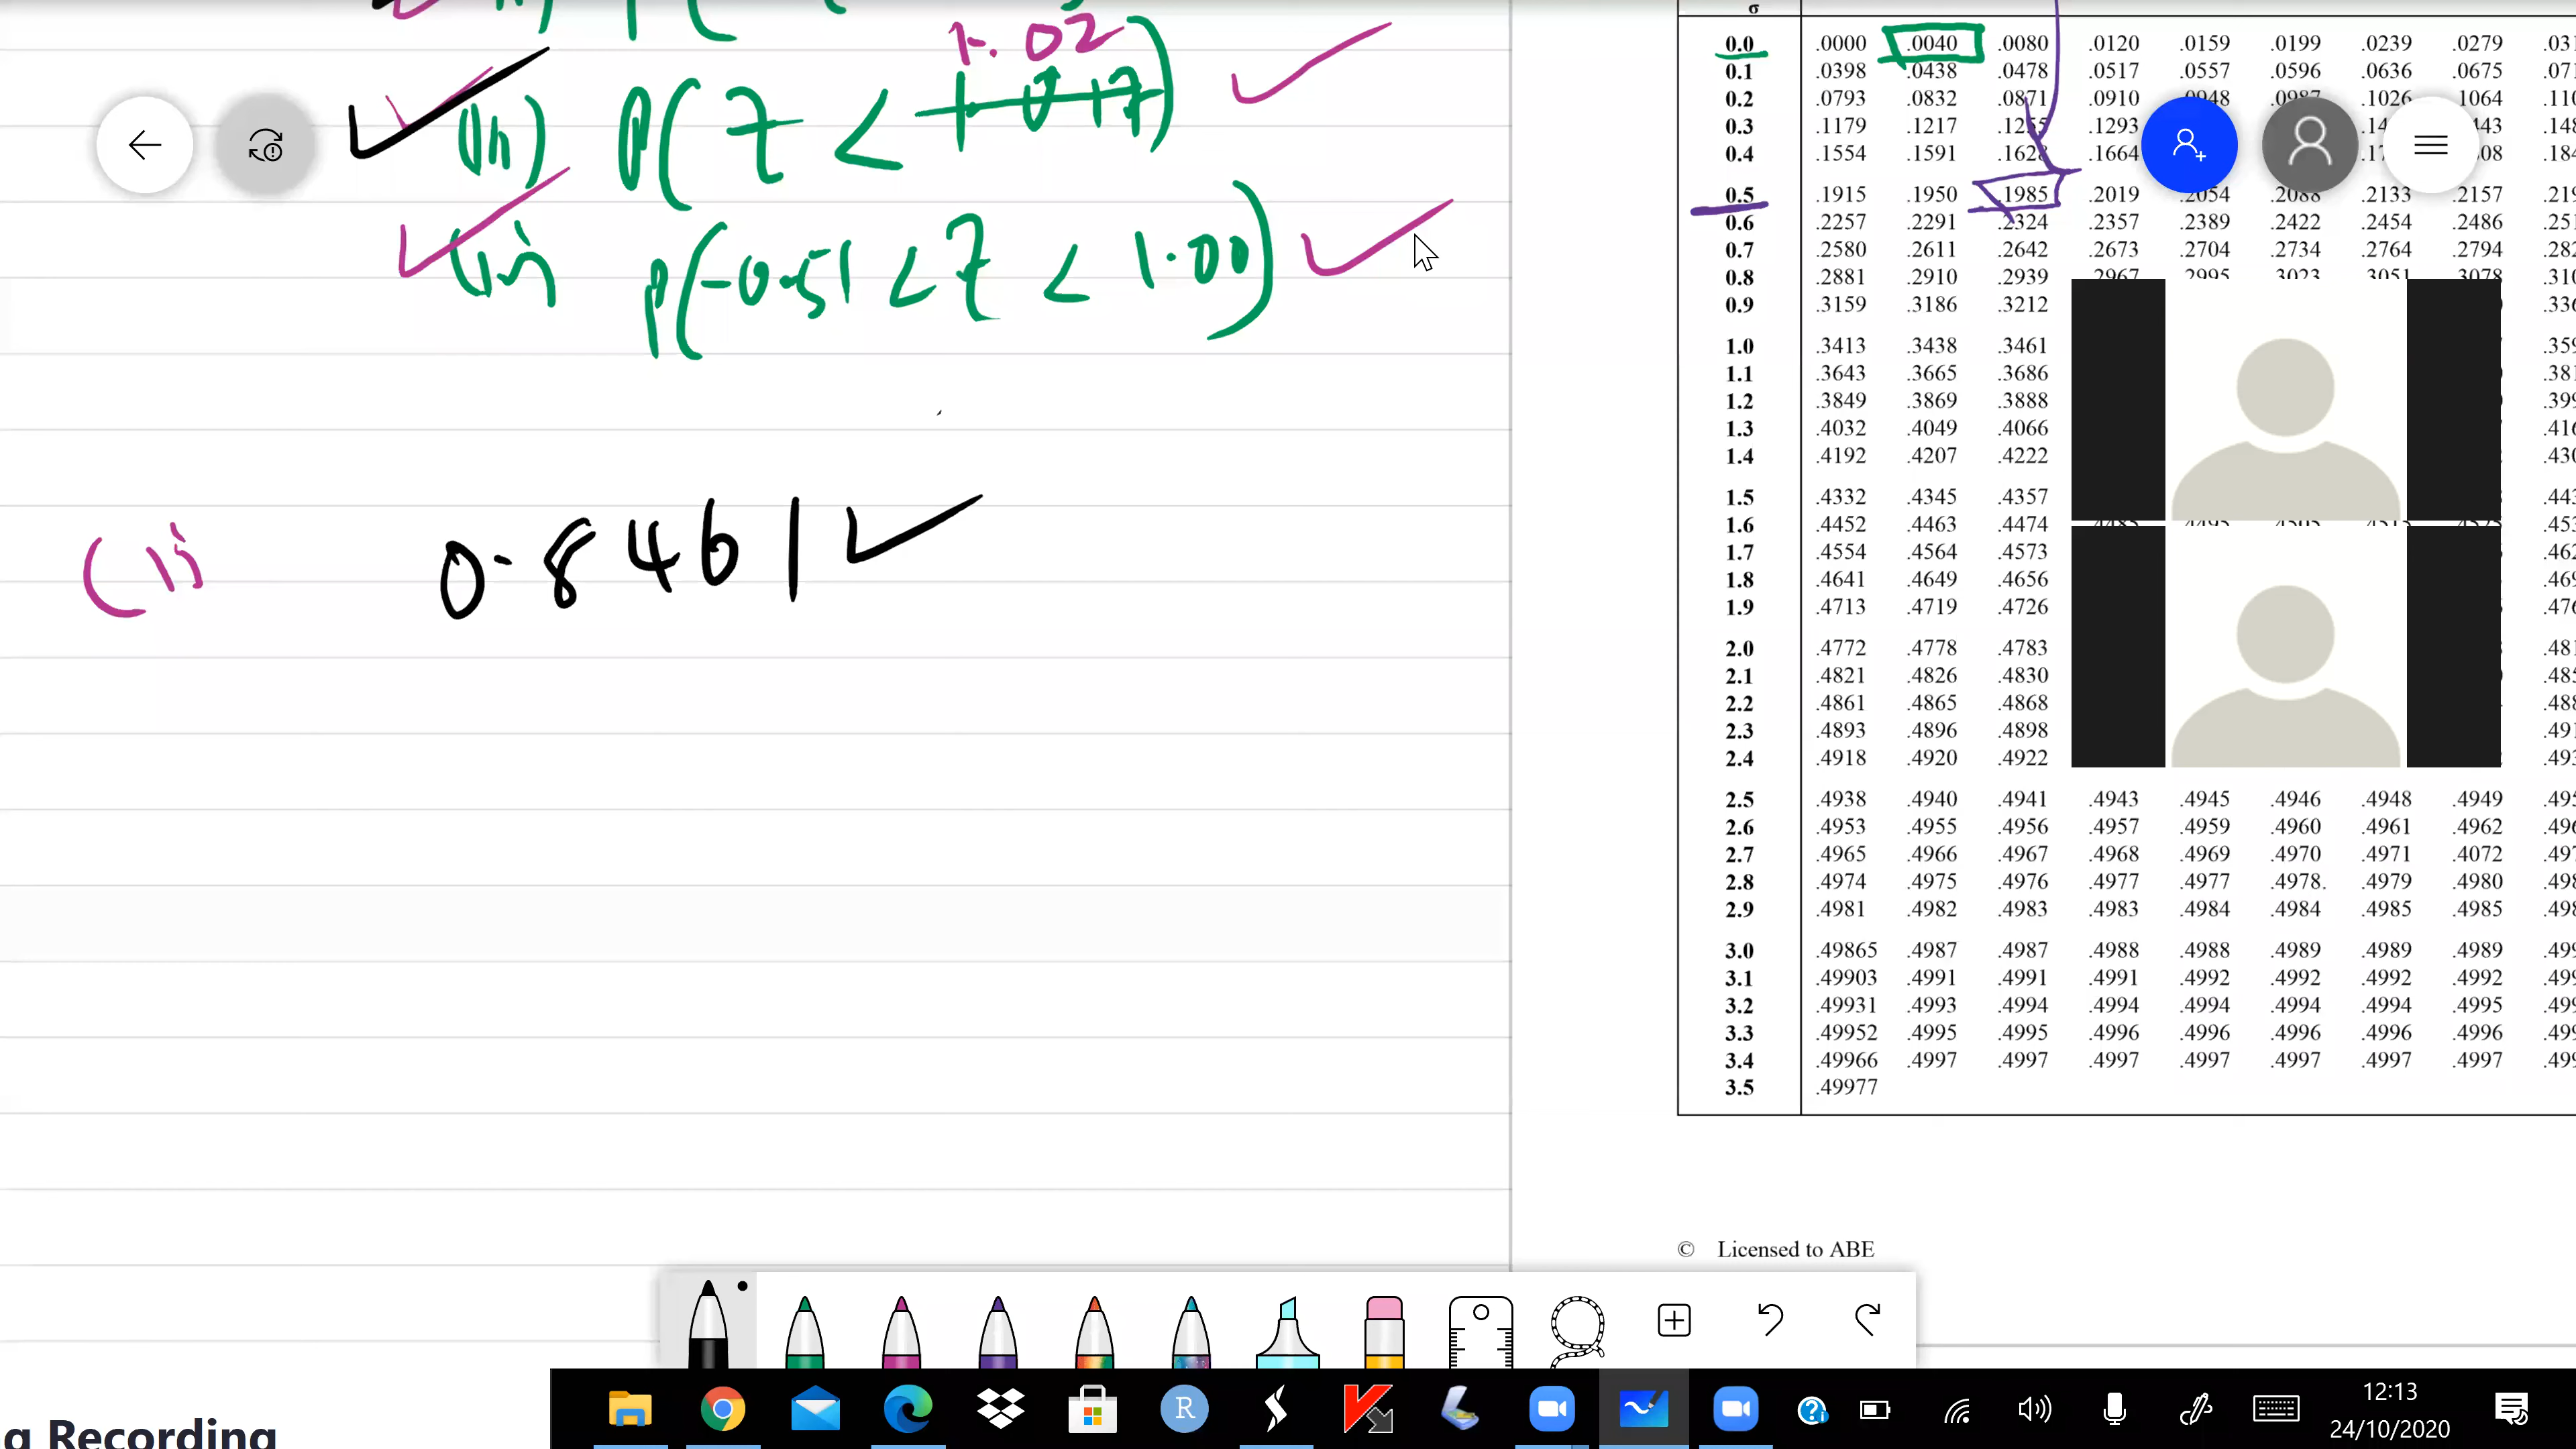 1.02
(iii) P(Z < 1.017)
(iv) P(-0.51 < Z < 1.00)
(ii) 0.8461
σ
0.0 .0000 .0040 .0080 .0120 .0159 .0199 .0239 .0279
0.1 .0398 .0438 .0478 .0517 .0557 .0596 .0636 .0675
0.2 .0793 .0832 .0871 .0910 .1026 .1064
0.3 .1179 .1217 .1293
0.4 .1554 .1591 .1628 .1664
0.5 .1915 .1950 .1985 .2019 .2054 .2088 .2133 .2157
0.6 .2257 .2291 .2324 .2357 .2389 .2422 .2454 .2486
0.7 .2580 .2611 .2642 .2673 .2704 .2734 .2764 .2794
0.8 .2881 .2910 .2939 .2967 .2995 .3023 .3051 .3078
0.9 .3159 .3186 .3212
1.0 .3413 .3438 .3461
1.1 .3643 .3665 .3686
1.2 .3849 .3869 .3888
1.3 .4032 .4049 .4066
1.4 .4192 .4207 .4222
1.5 .4332 .4345 .4357
1.6 .4452 .4463 .4474
1.7 .4554 .4564 .4573
1.8 .4641 .4649 .4656
1.9 .4713 .4719 .4726
2.0 .4772 .4778 .4783
2.1 .4821 .4826 .4830
2.2 .4861 .4865 .4868
2.3 .4893 .4896 .4898
2.4 .4918 .4920 .4922
2.5 .4938 .4940 .4941 .4943 .4945 .4946 .4948 .4949
2.6 .4953 .4955 .4956 .4957 .4959 .4960 .4961 .4962
2.7 .4965 .4966 .4967 .4968 .4969 .4970 .4971 .4072
2.8 .4974 .4975 .4976 .4977 .4977 .4978. .4979 .4980
2.9 .4981 .4982 .4983 .4983 .4984 .4984 .4985 .4985
3.0 .49865 .4987 .4987 .4988 .4988 .4989 .4989 .4989
3.1 .49903 .4991 .4991 .4991 .4992 .4992 .4992 .4992
3.2 .49931 .4993 .4994 .4994 .4994 .4994 .4994 .4995
3.3 .49952 .4995 .4995 .4996 .4996 .4996 .4996 .4996
3.4 .49966 .4997 .4997 .4997 .4997 .4997 .4997 .4997
3.5 .49977
© Licensed to ABE
g Recording
R
12:13
24/10/2020